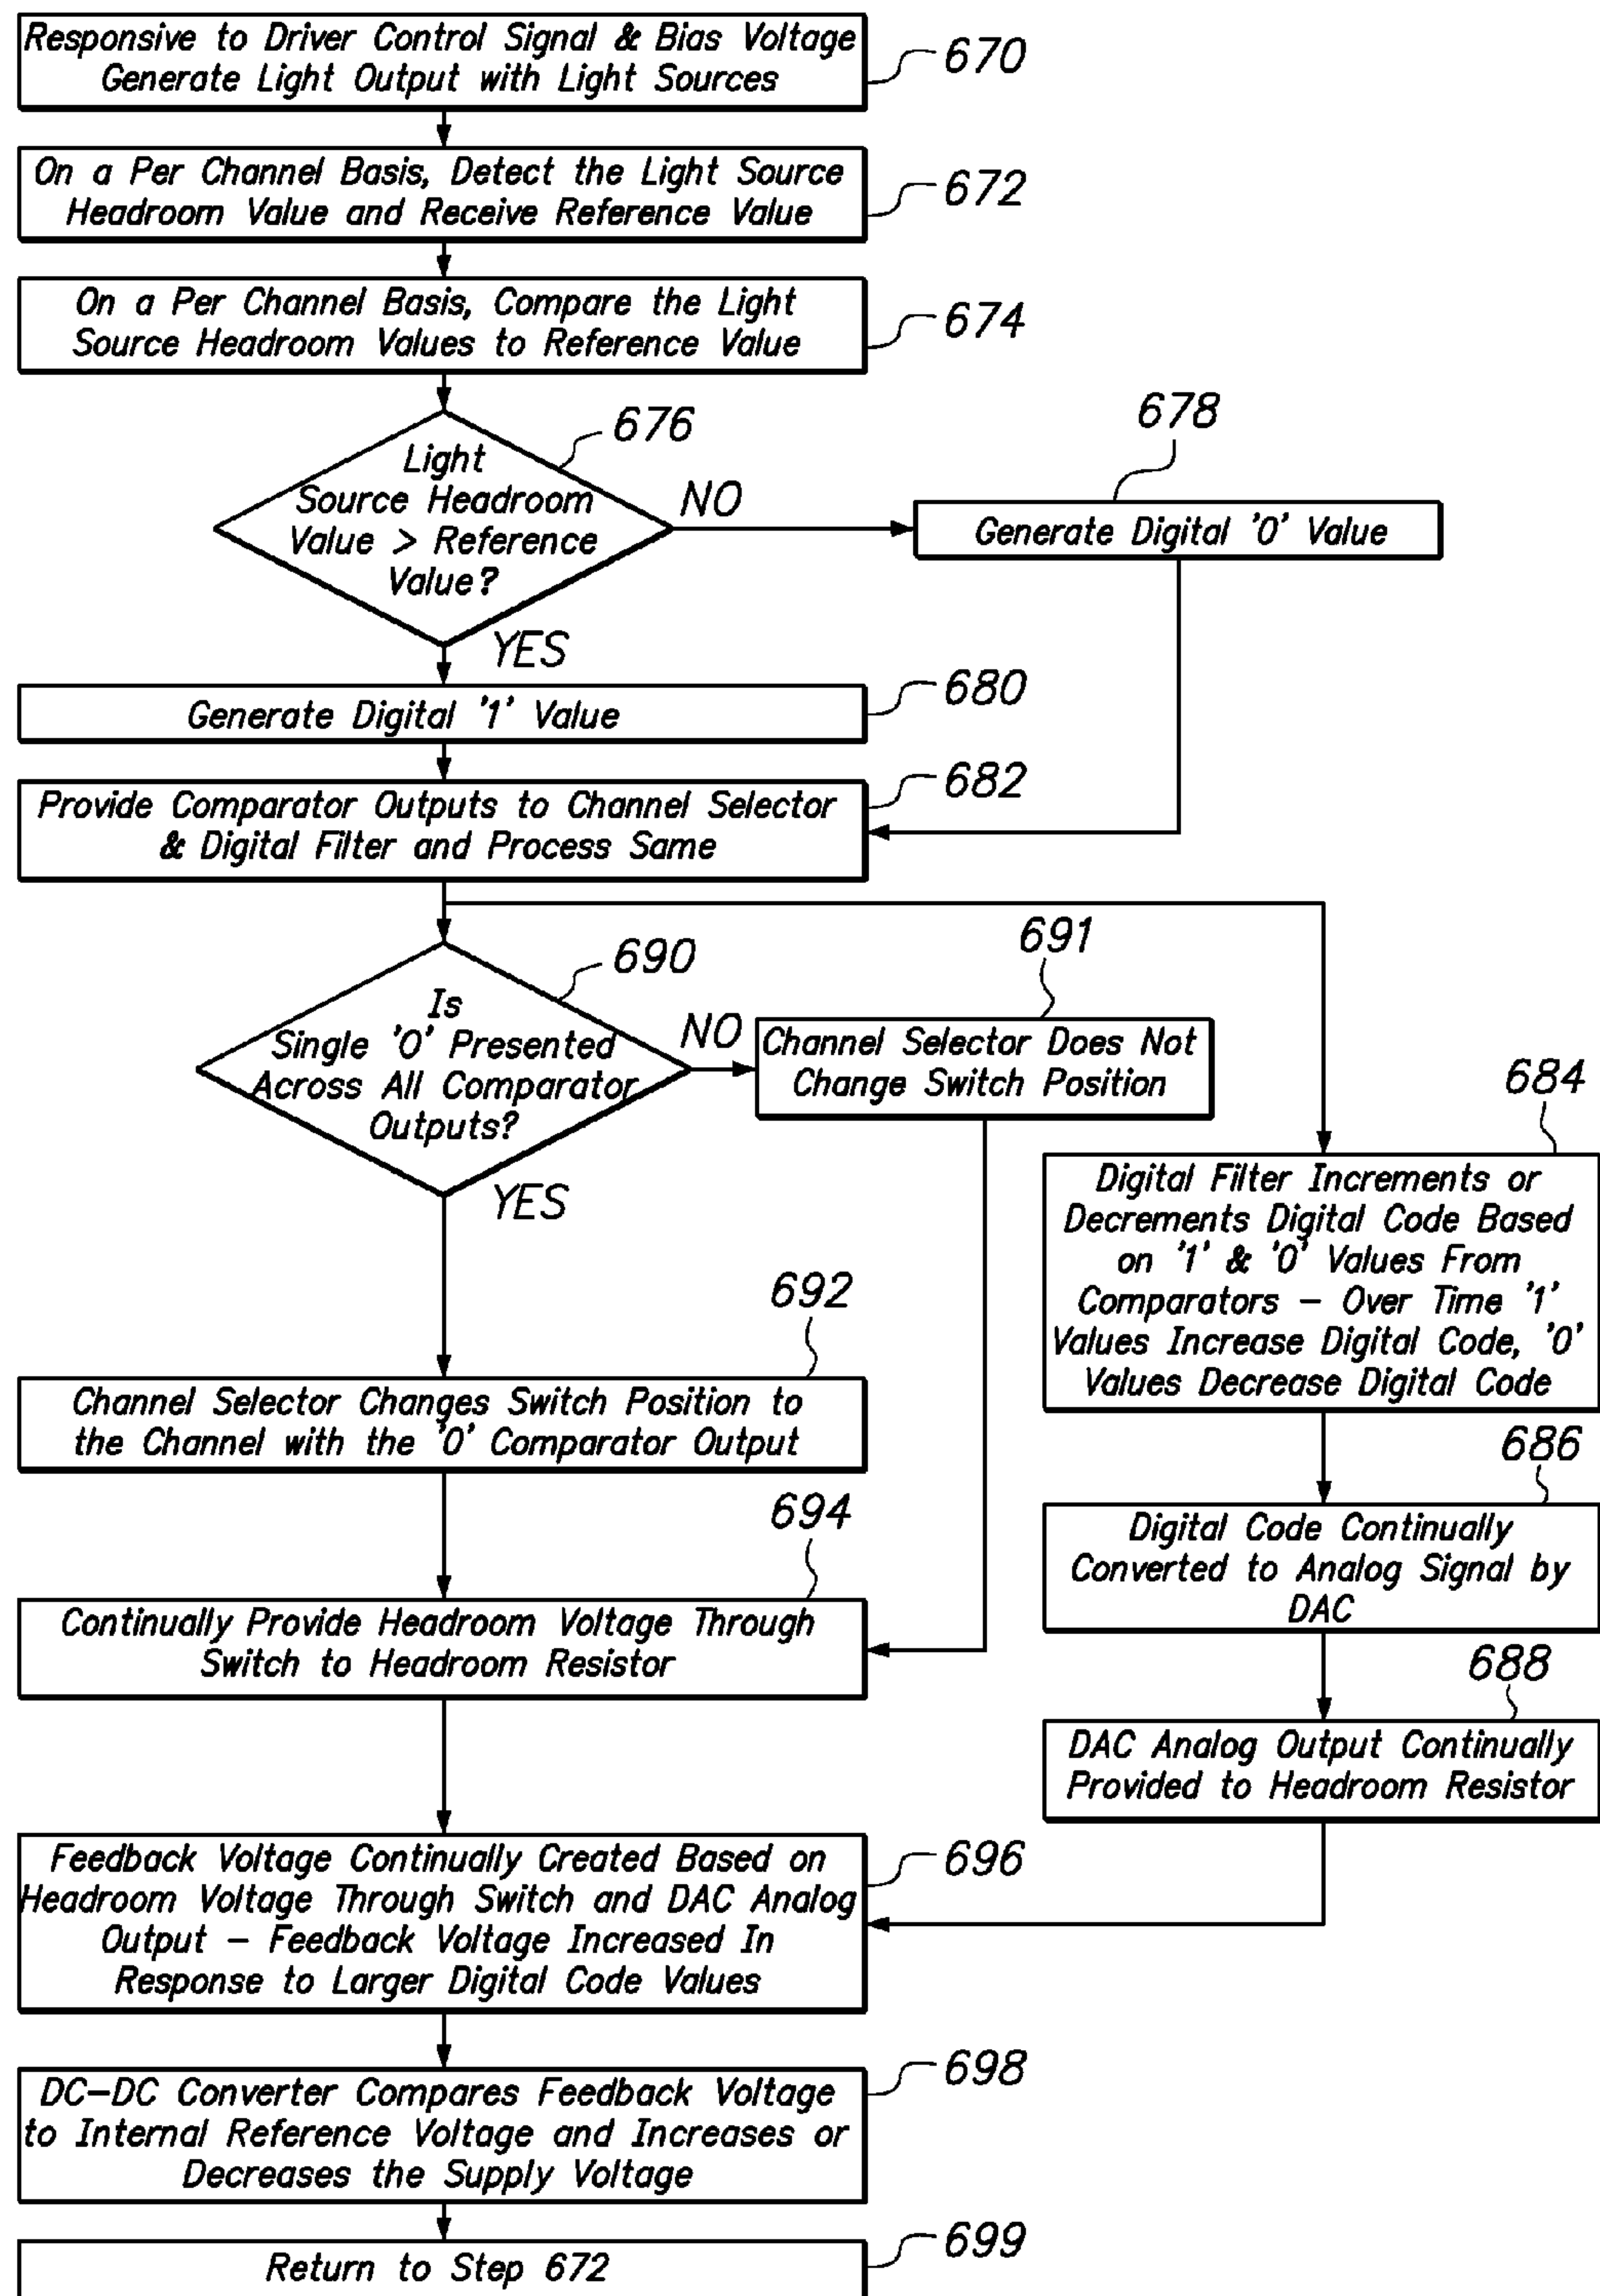 Responsive to Driver Control Signal & Bias Voltage
Generate Light Output with Light Sources
670
On a Per Channel Basis, Detect the Light Source
Headroom Value and Receive Reference Value
672
On a Per Channel Basis, Compare the Light
Source Headroom Values to Reference Value
674
676
Light
Source Headroom
Value > Reference
Value?
NO
678
Generate Digital '0' Value
YES
Generate Digital '1' Value
680
Provide Comparator Outputs to Channel Selector
& Digital Filter and Process Same
682
690
Is
Single '0' Presented
Across All Comparator
Outputs?
NO
691
Channel Selector Does Not
Change Switch Position
YES
684
Digital Filter Increments or
Decrements Digital Code Based
on '1' & '0' Values From
Comparators – Over Time '1'
Values Increase Digital Code, '0'
Values Decrease Digital Code
692
Channel Selector Changes Switch Position to
the Channel with the '0' Comparator Output
686
Digital Code Continually
Converted to Analog Signal by
DAC
694
Continually Provide Headroom Voltage Through
Switch to Headroom Resistor
688
DAC Analog Output Continually
Provided to Headroom Resistor
Feedback Voltage Continually Created Based on
Headroom Voltage Through Switch and DAC Analog
Output – Feedback Voltage Increased In
Response to Larger Digital Code Values
696
DC–DC Converter Compares Feedback Voltage
to Internal Reference Voltage and Increases or
Decreases the Supply Voltage
698
Return to Step 672
699